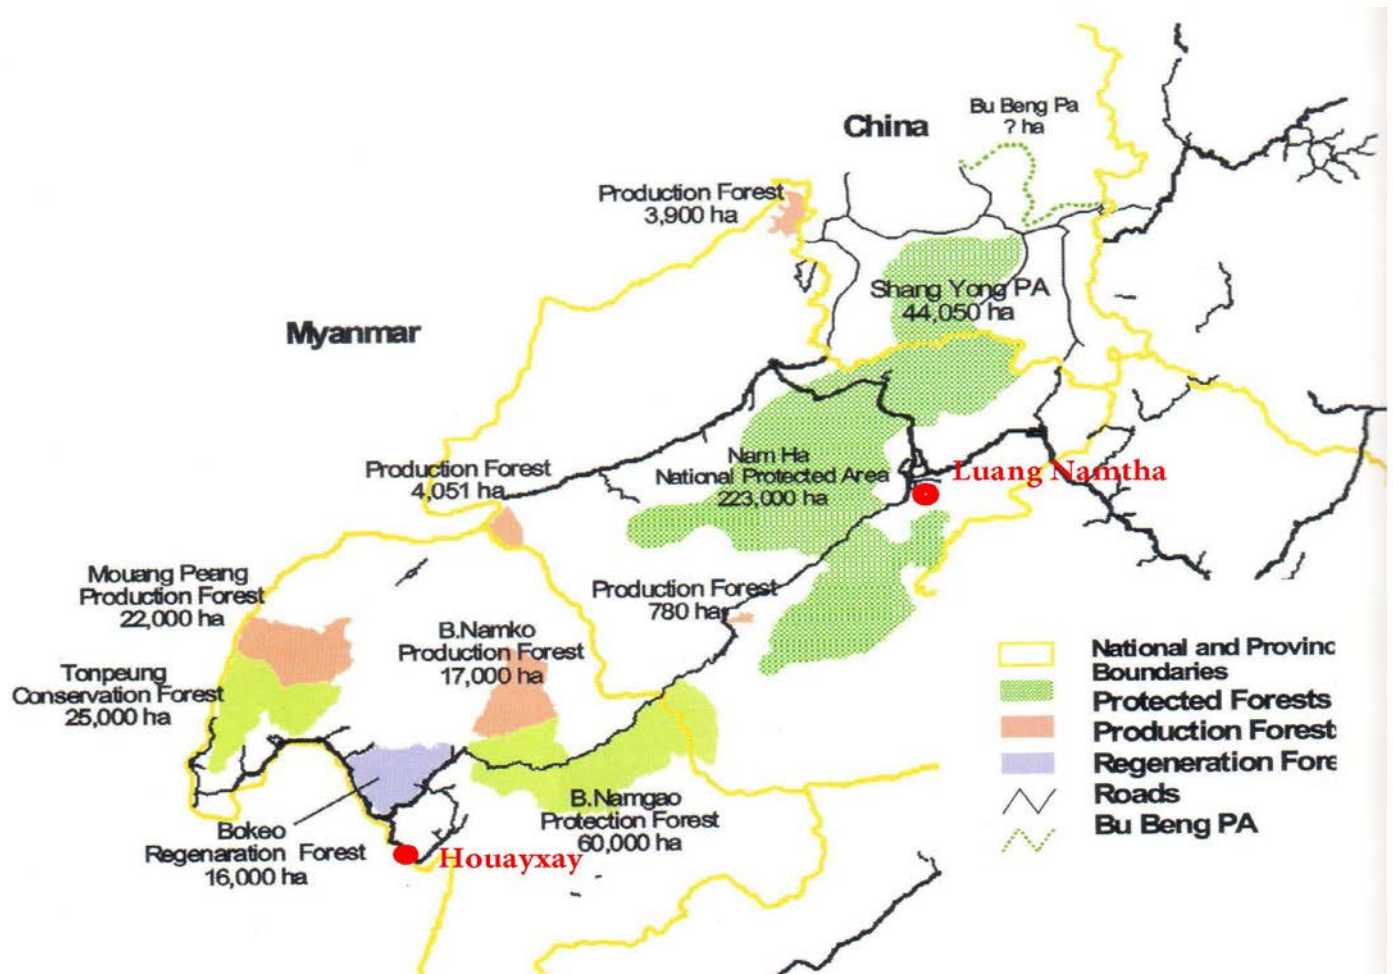 Bu Beng Pa
? ha
China
Production Forest
3,900 ha
Shang Yong PA
44,050 ha
Myanmar
Nam Ha
National Protected Area
223,000 ha
Luang Namtha
Production Forest
4,051 ha
Mouang Peang
Production Forest
22,000 ha
Production Forest
780 ha
B.Namko
Production Forest
17,000 ha
Tonpeung
Conservation Forest
25,000 ha
B.Namgao
Protection Forest
60,000 ha
Bokeo
Regenaration Forest
16,000 ha
Houayxay
National and Provinc
Boundaries
Protected Forests
Production Forest
Regeneration Fore
Roads
Bu Beng PA